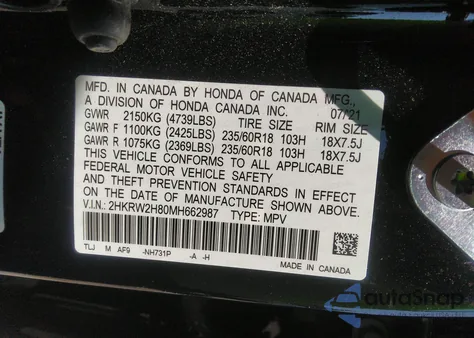 MFD. IN CANADA BY HONDA OF CANADA MFG.,
A DIVISION OF HONDA CANADA INC. 07/21
GVWR 2150KG (4739LBS) TIRE SIZE RIM SIZE
GAWR F 1100KG (2425LBS) 235/60R18 103H 18X7.5J
GAWR R 1075KG (2369LBS) 235/60R18 103H 18X7.5J
THIS VEHICLE CONFORMS TO ALL APPLICABLE
FEDERAL MOTOR VEHICLE SAFETY
AND THEFT PREVENTION STANDARDS IN EFFECT
ON THE DATE OF MANUFACTURE SHOWN ABOVE.
V.I.N.: 2HKRW2H80MH662987 TYPE: MPV
TLJ M AF9 -NH731P -A -H
MADE IN CANADA
autoSnap